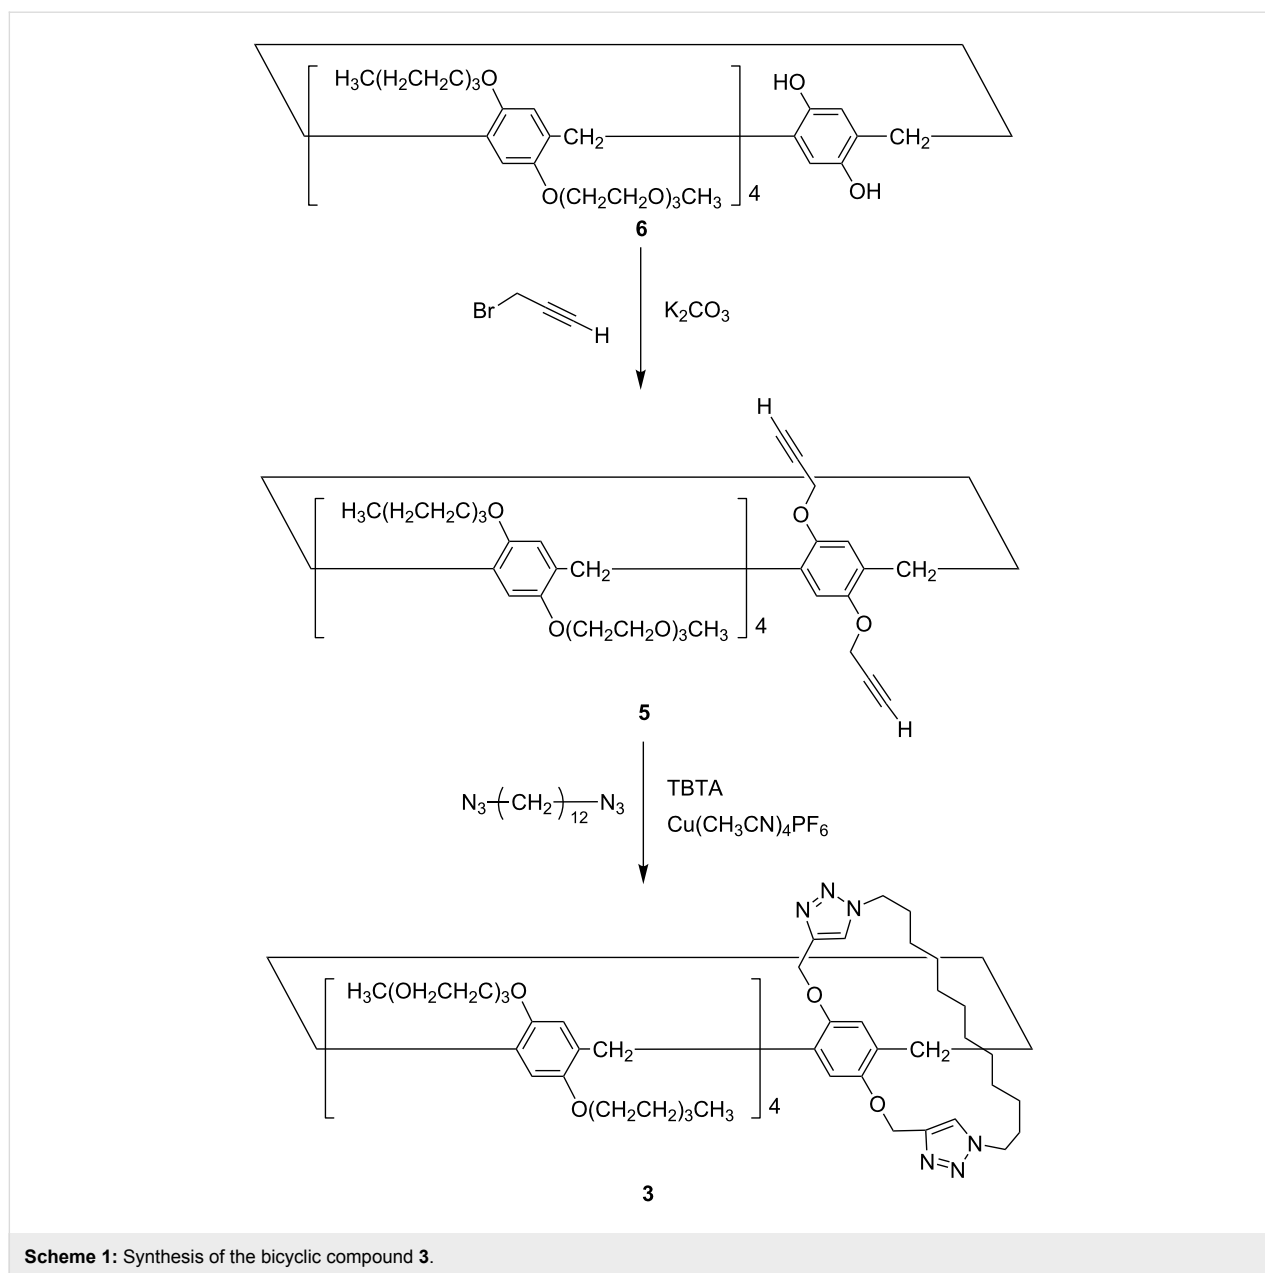 H₃C(H₂CH₂C)₃O
HO
CH₂
CH₂
O(CH₂CH₂O)₃CH₃
4
OH
6
Br
H
K₂CO₃
H
H₃C(H₂CH₂C)₃O
O
CH₂
CH₂
O(CH₂CH₂O)₃CH₃
4
O
H
5
N₃(CH₂)₁₂N₃
TBTA
Cu(CH₃CN)₄PF₆
N
N
N
H₃C(OH₂CH₂C)₃O
O
CH₂
CH₂
O(CH₂CH₂)₃CH₃
4
O
N
N
N
3
Scheme 1: Synthesis of the bicyclic compound 3.